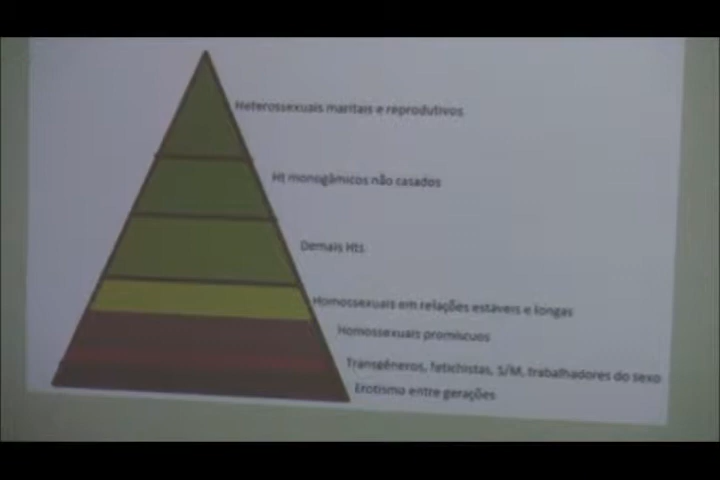 Heterossexuais maritais e reprodutivos
Ht monogâmicos não casados
Demais Hts
Homossexuais em relações estáveis e longas
Homossexuais promíscuos
Transgêneros, fetichistas, S/M, trabalhadores do sexo
Erotismo entre gerações